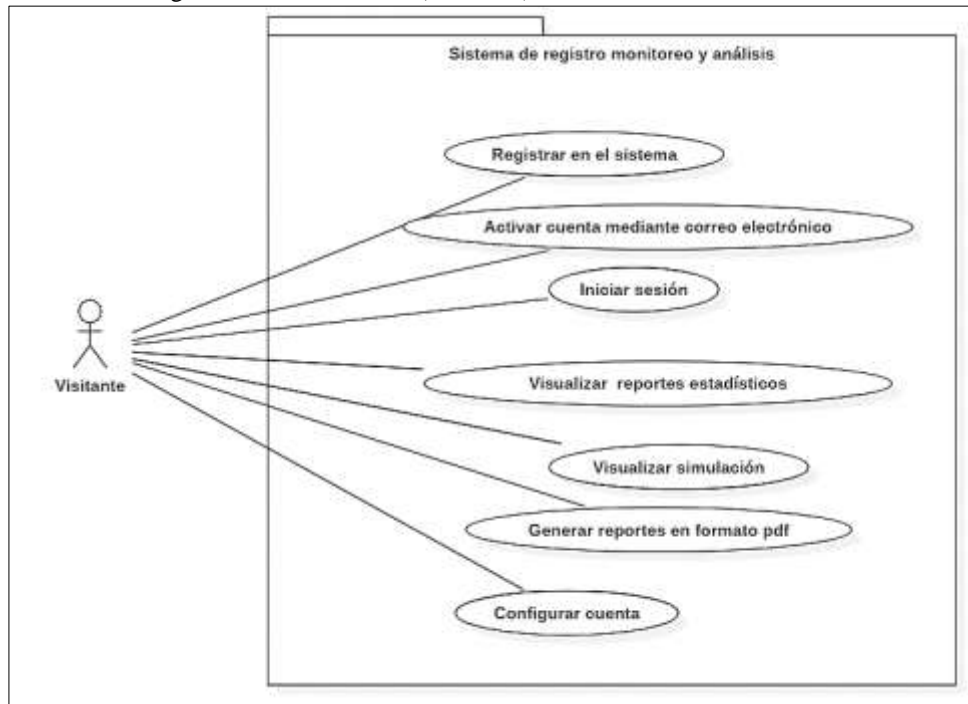 Sistema de registro monitoreo y análisis
Registrar en el sistema
Activar cuenta mediante correo electrónico
Iniciar sesión
Visitante
Visualizar reportes estadísticos
Visualizar simulación
Generar reportes en formato pdf
Configurar cuenta